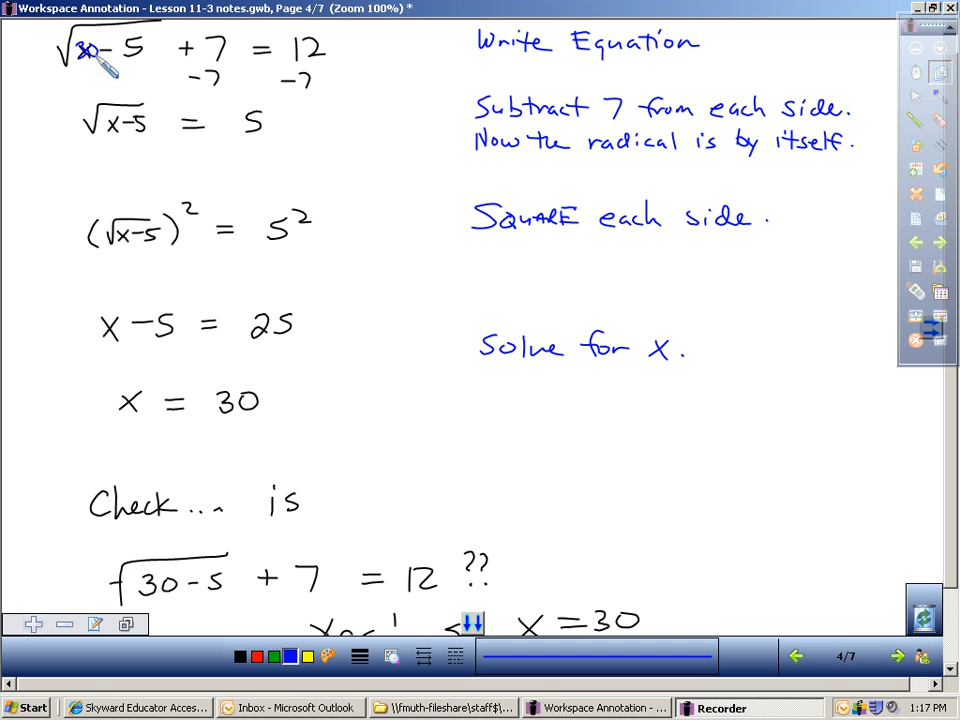 Workspace Annotation - Lesson 11-3 notes.gwb, Page 4/7 (Zoom 100%) *
√x - 5 + 7 = 12
30
-7 -7
Write Equation
√x-5 = 5
Subtract 7 from each side.
Now the radical is by itself.
(√x-5)² = 5²
SQUARE each side.
x - 5 = 25
Solve for x.
x = 30
Check... is
√30-5 + 7 = 12 ??
x = 30
4/7
Start
Skyward Educator Acces...
Inbox - Microsoft Outlook
\\fmuth-fileshare\staff$\...
Workspace Annotation - ...
Recorder
1:17 PM